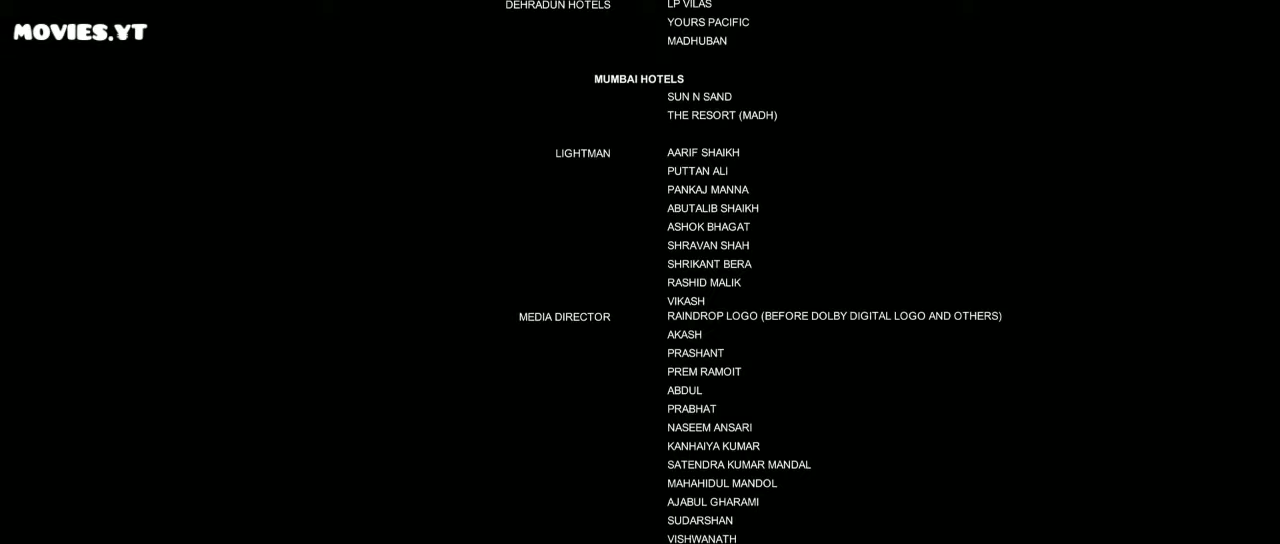 DEHRADUN HOTELS LP VILAS
MOVIES.YT
YOURS PACIFIC
MADHUBAN
MUMBAI HOTELS
SUN N SAND
THE RESORT (MADH)
LIGHTMAN AARIF SHAIKH
PUTTAN ALI
PANKAJ MANNA
ABUTALIB SHAIKH
ASHOK BHAGAT
SHRAVAN SHAH
SHRIKANT BERA
RASHID MALIK
VIKASH
MEDIA DIRECTOR RAINDROP LOGO (BEFORE DOLBY DIGITAL LOGO AND OTHERS)
AKASH
PRASHANT
PREM RAMOIT
ABDUL
PRABHAT
NASEEM ANSARI
KANHAIYA KUMAR
SATENDRA KUMAR MANDAL
MAHAHIDUL MANDOL
AJABUL GHARAMI
SUDARSHAN
VISHWANATH